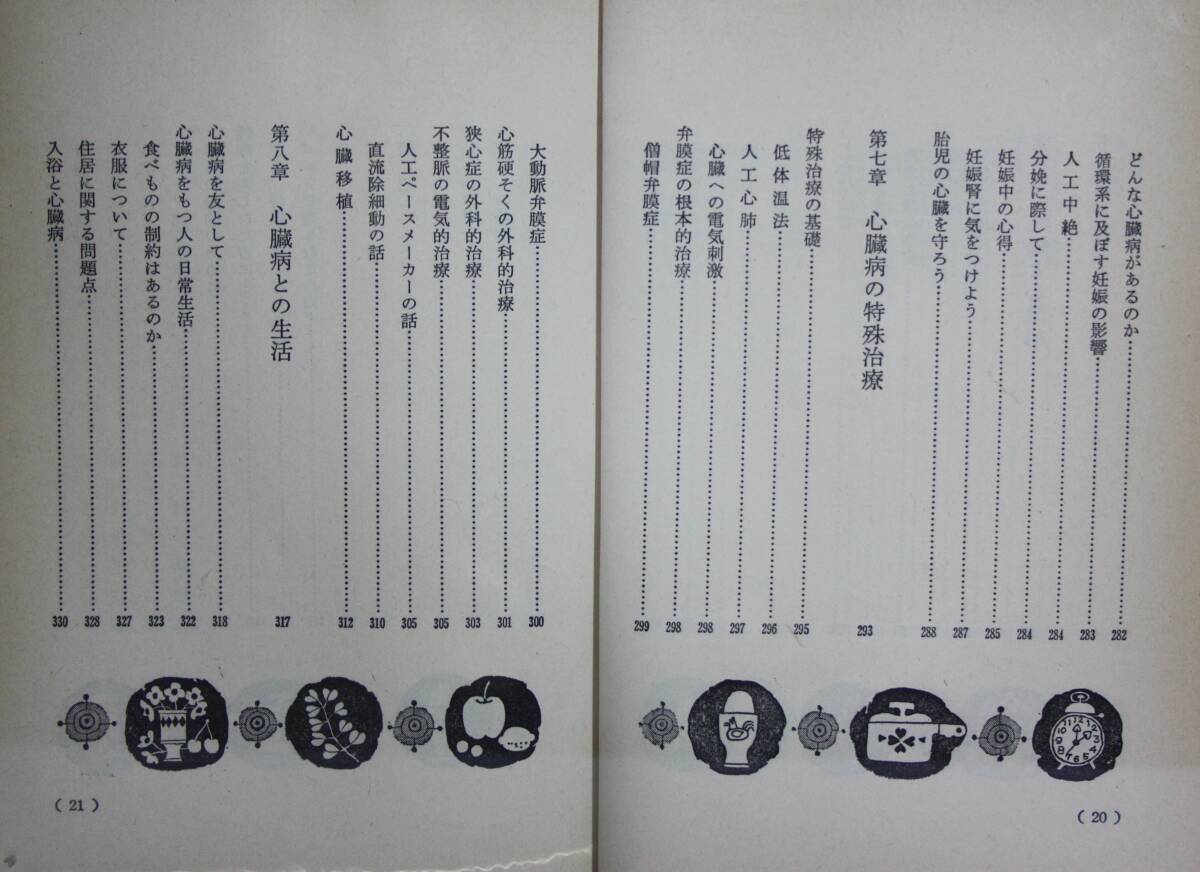 どんな心臓病があるのか……282
循環系に及ぼす妊娠の影響……283
人工中絶……284
分娩に際して……284
妊娠中の心得……285
妊娠腎に気をつけよう……287
胎児の心臓を守ろう……288
第七章 心臓病の特殊治療 293
特殊治療の基礎……295
低体温法……296
人工心肺……297
心臓への電気刺激……298
弁膜症の根本的治療……298
僧帽弁膜症……299
(20)
大動脈弁膜症……300
心筋硬そくの外科的治療……301
狭心症の外科的治療……303
不整脈の電気的治療……305
人工ペースメーカーの話……305
直流除細動の話……310
心臓移植……312
第八章 心臓病との生活 317
心臓病を友として……318
心臓病をもつ人の日常生活……322
食べものの制約はあるのか……323
衣服について……327
住居に関する問題点……328
入浴と心臓病……330
(21)